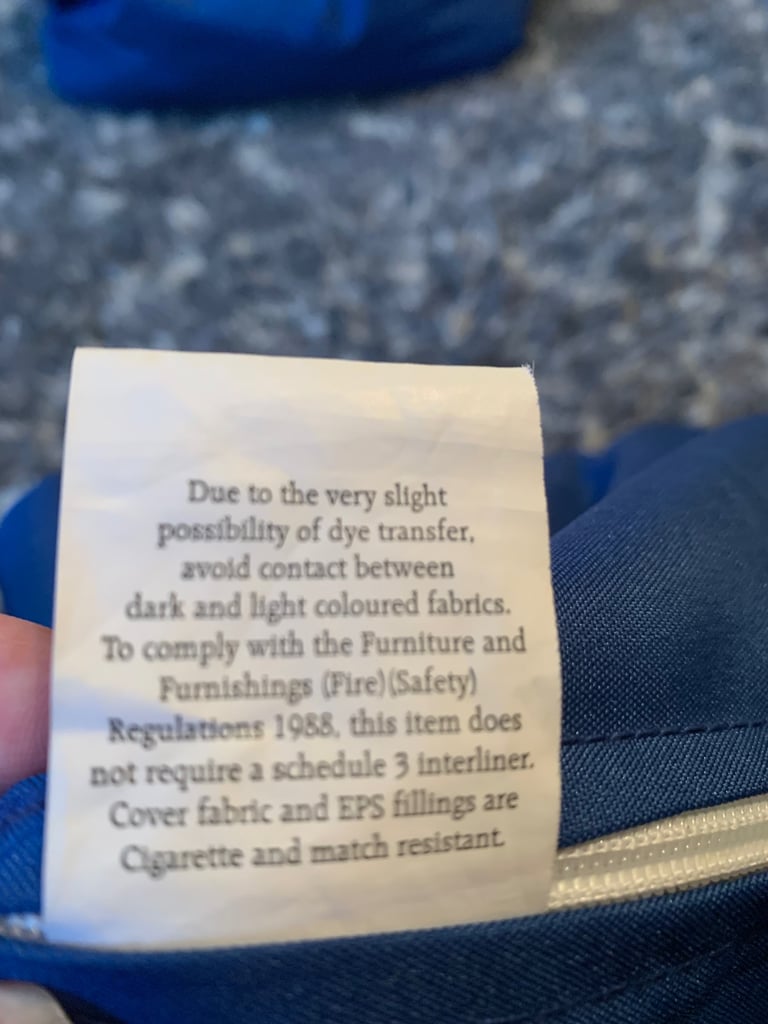 Due to the very slight
possibility of dye transfer,
avoid contact between
dark and light coloured fabrics.
To comply with the Furniture and
Furnishings (Fire)(Safety)
Regulations 1988, this item does
not require a schedule 3 interliner.
Cover fabric and EPS fillings are
Cigarette and match resistant.